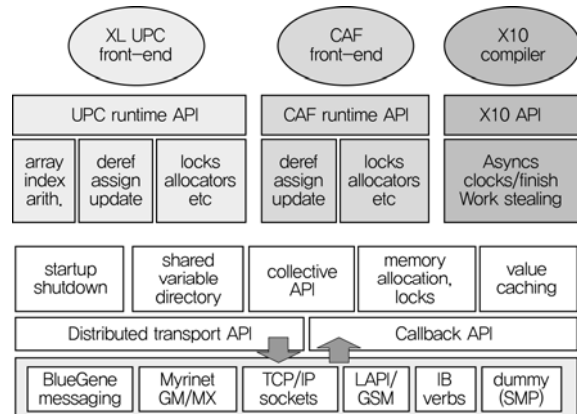 XL UPC
front-end
CAF
front-end
X10
compiler
UPC runtime API
CAF runtime API
X10 API
array
index
arith.
deref
assign
update
locks
allocators
etc
deref
assign
update
locks
allocators
etc
Asyncs
clocks/finish
Work stealing
startup
shutdown
shared
variable
directory
collective
API
memory
allocation,
locks
value
caching
Distributed transport API
Callback API
BlueGene
messaging
Myrinet
GM/MX
TCP/IP
sockets
LAPI/
GSM
IB
verbs
dummy
(SMP)